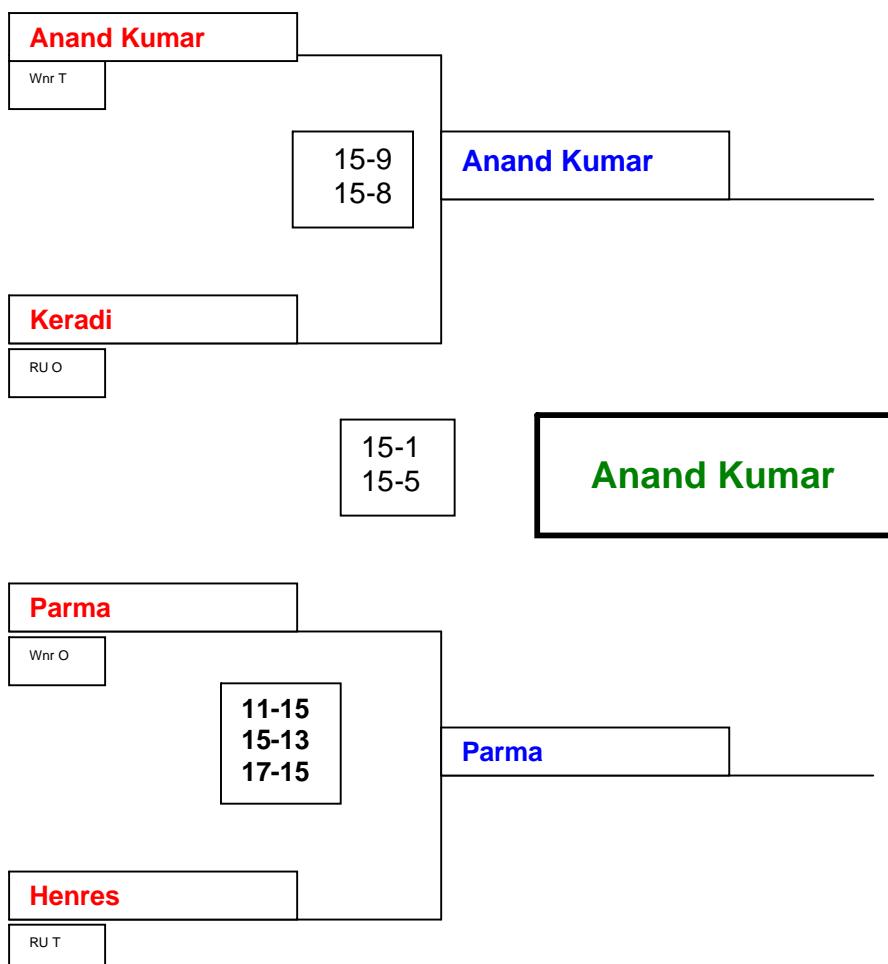 Anand Kumar
Wnr T
15-9
15-8
Anand Kumar
Keradi
RU O
15-1
15-5
Anand Kumar
Parma
Wnr O
11-15
15-13
17-15
Parma
Henres
RU T